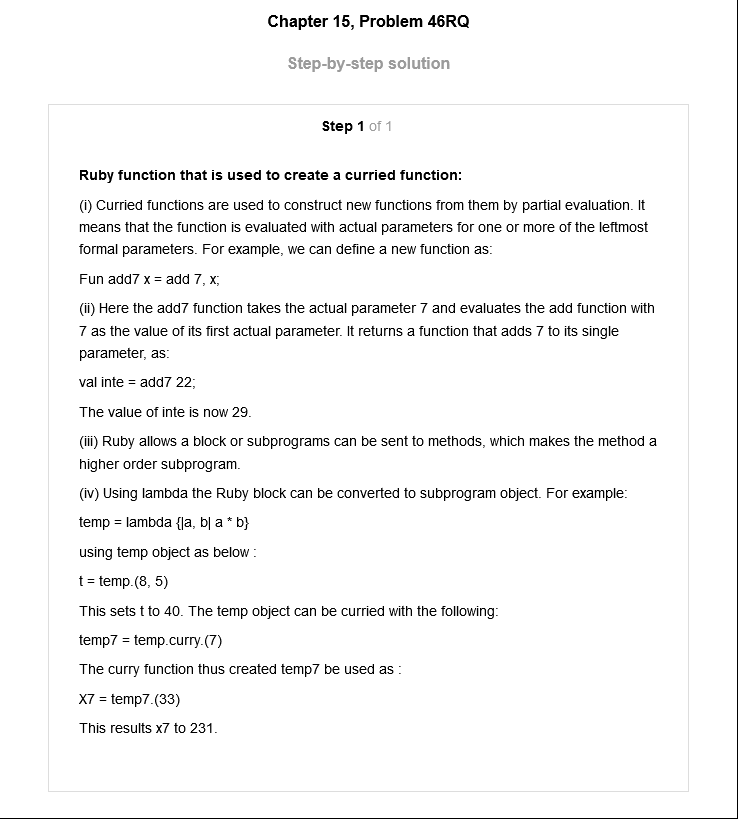 Chapter 15, Problem 46RQ
Step-by-step solution
Step 1 of 1
Ruby function that is used to create a curried function:
(i) Curried functions are used to construct new functions from them by partial evaluation. It
means that the function is evaluated with actual parameters for one or more of the leftmost
formal parameters. For example, we can define a new function as:
Fun add7 x = add 7, x;
(ii) Here the add7 function takes the actual parameter 7 and evaluates the add function with
7 as the value of its first actual parameter. It returns a function that adds 7 to its single
parameter, as:
val inte = add7 22;
The value of inte is now 29.
(iii) Ruby allows a block or subprograms can be sent to methods, which makes the method a
higher order subprogram.
(iv) Using lambda the Ruby block can be converted to subprogram object. For example:
temp = lambda {|a, b| a * b}
using temp object as below :
t = temp.(8, 5)
This sets t to 40. The temp object can be curried with the following:
temp7 = temp.curry.(7)
The curry function thus created temp7 be used as :
X7 = temp7.(33)
This results x7 to 231.